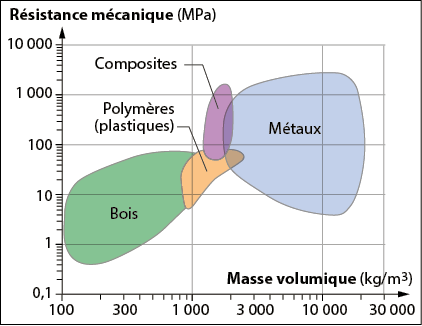 Résistance mécanique (MPa)
10 000
1 000
100
10
1
0,1
Composites
Polymères
(plastiques)
Métaux
Bois
Masse volumique (kg/m³)
100
300
1 000
3 000
10 000
30 000